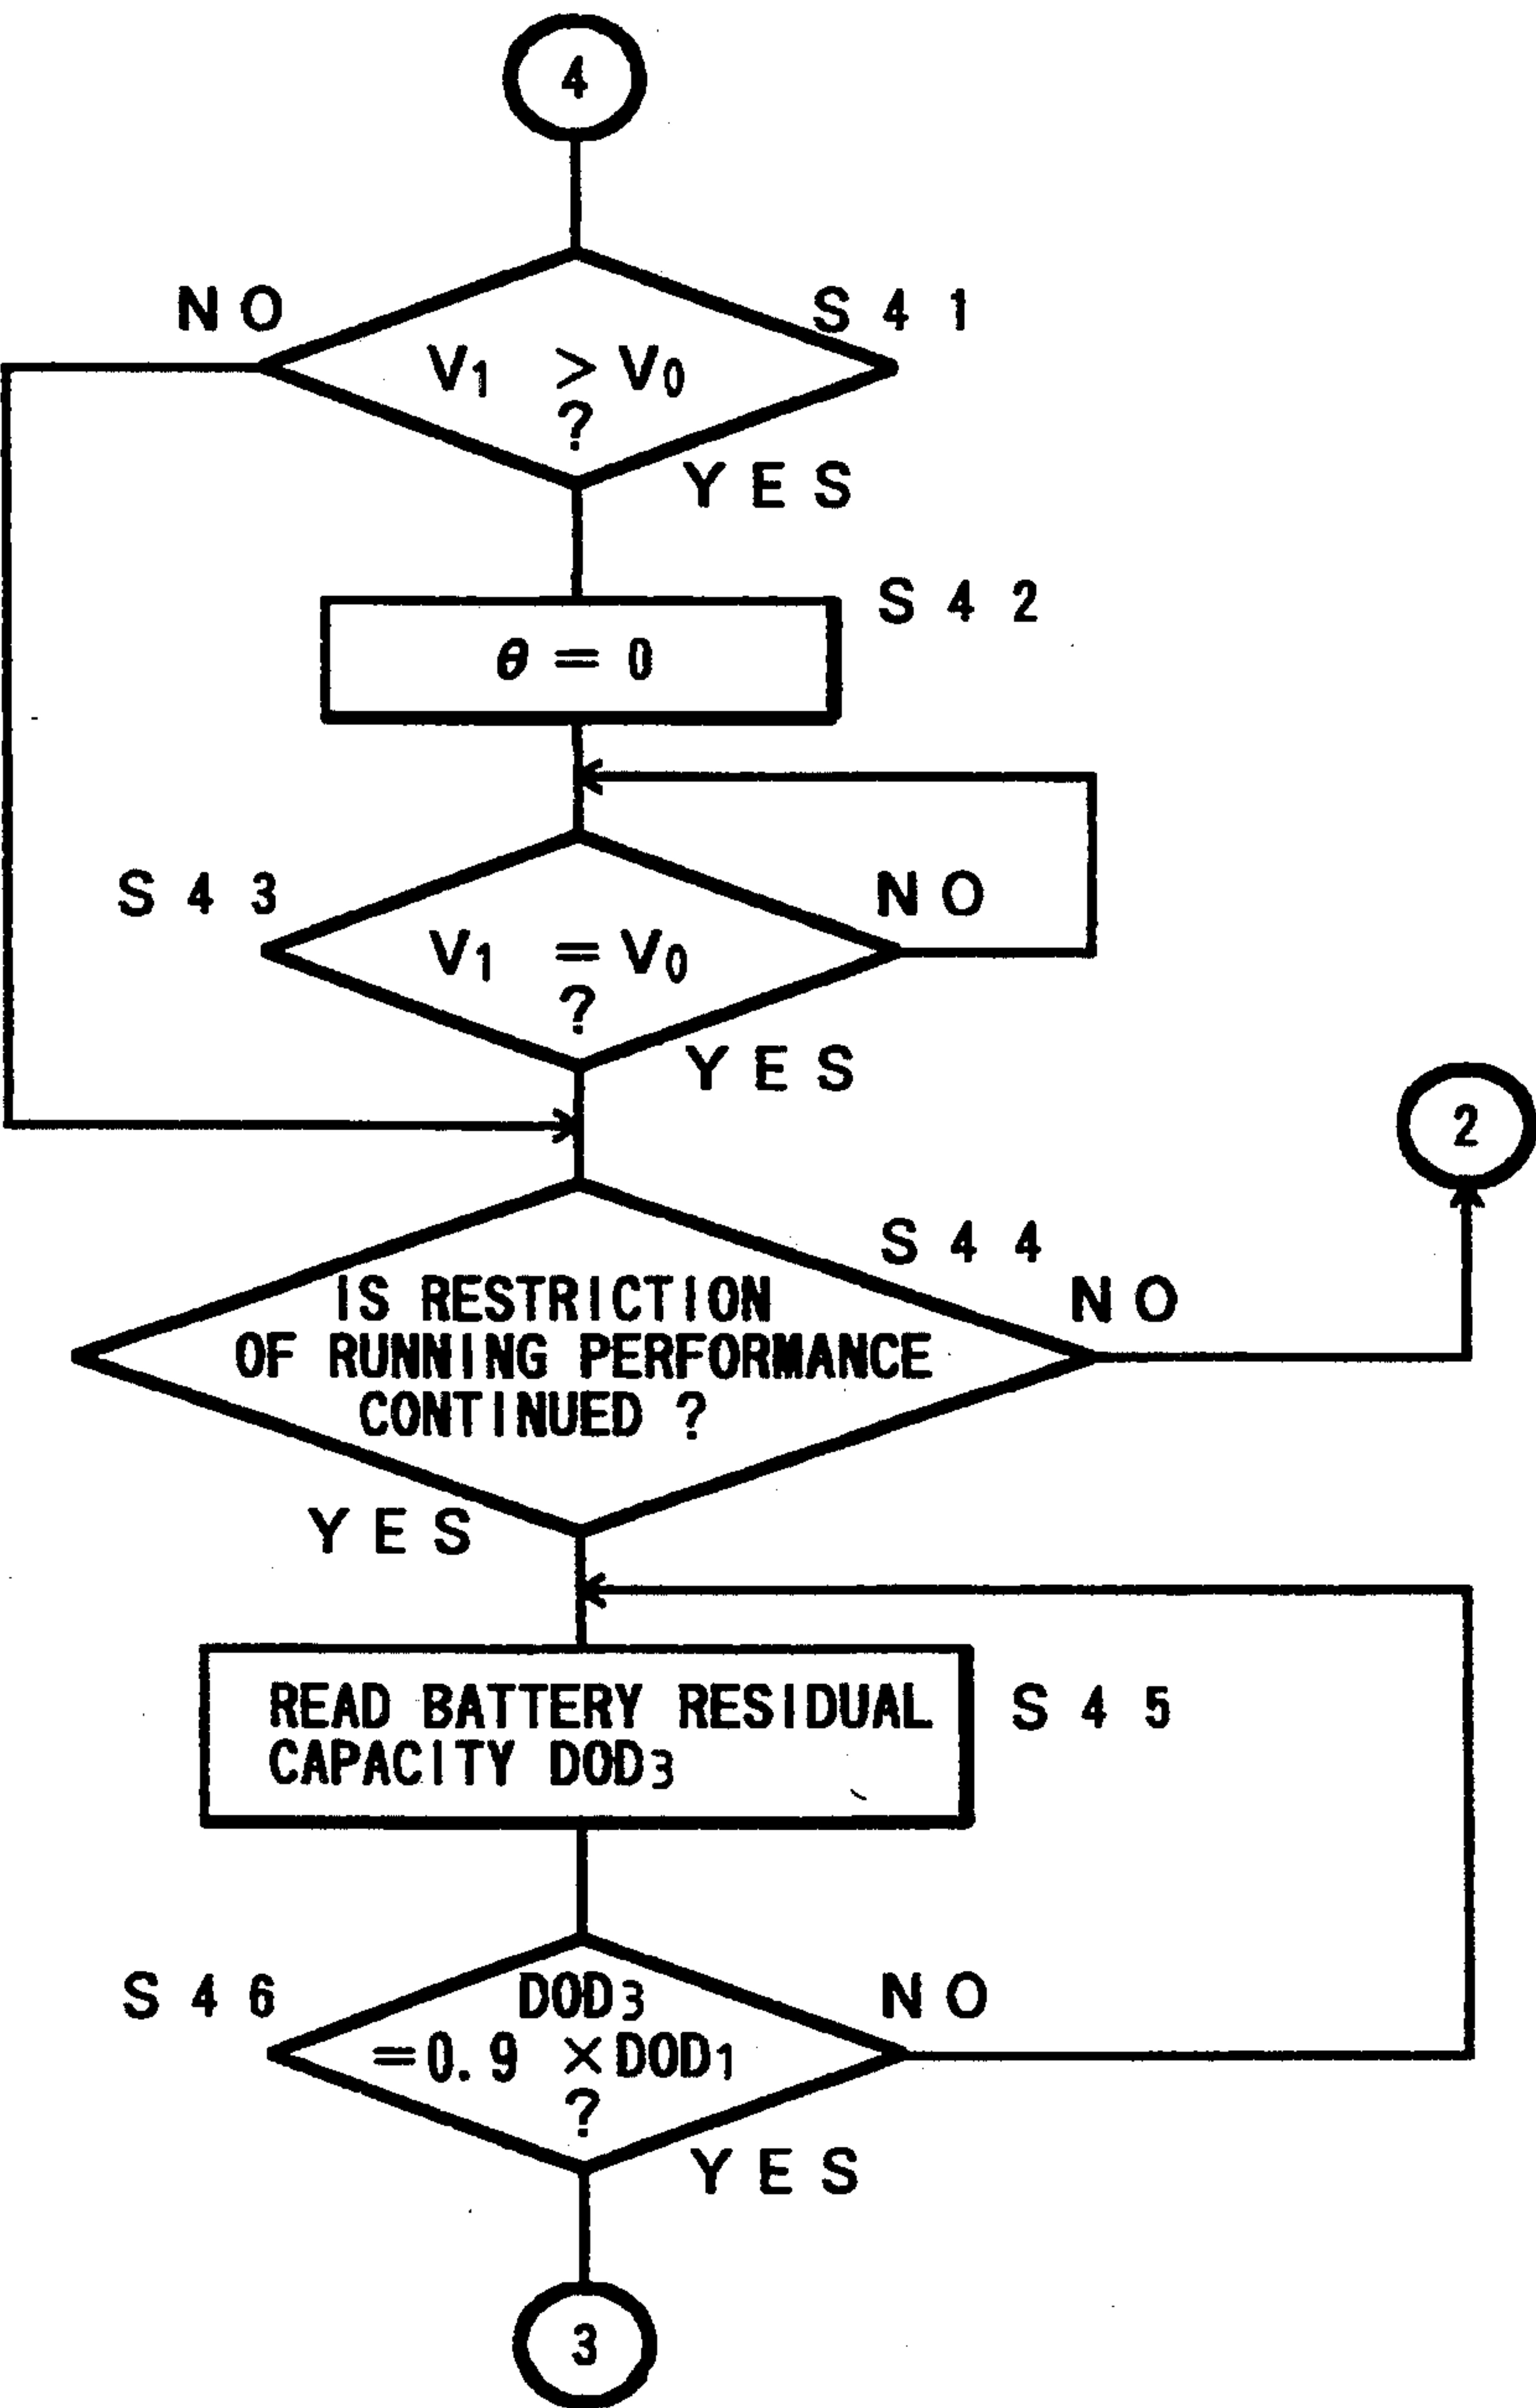 4
NO
S41
V1 > V0
?
YES
S42
θ = 0
S43
NO
V1 = V0
?
YES
2
S44
NO
IS RESTRICTION
OF RUNNING PERFORMANCE
CONTINUED ?
YES
READ BATTERY RESIDUAL
CAPACITY DOD3
S45
S46
NO
DOD3
=0.9 ×DOD1
?
YES
3